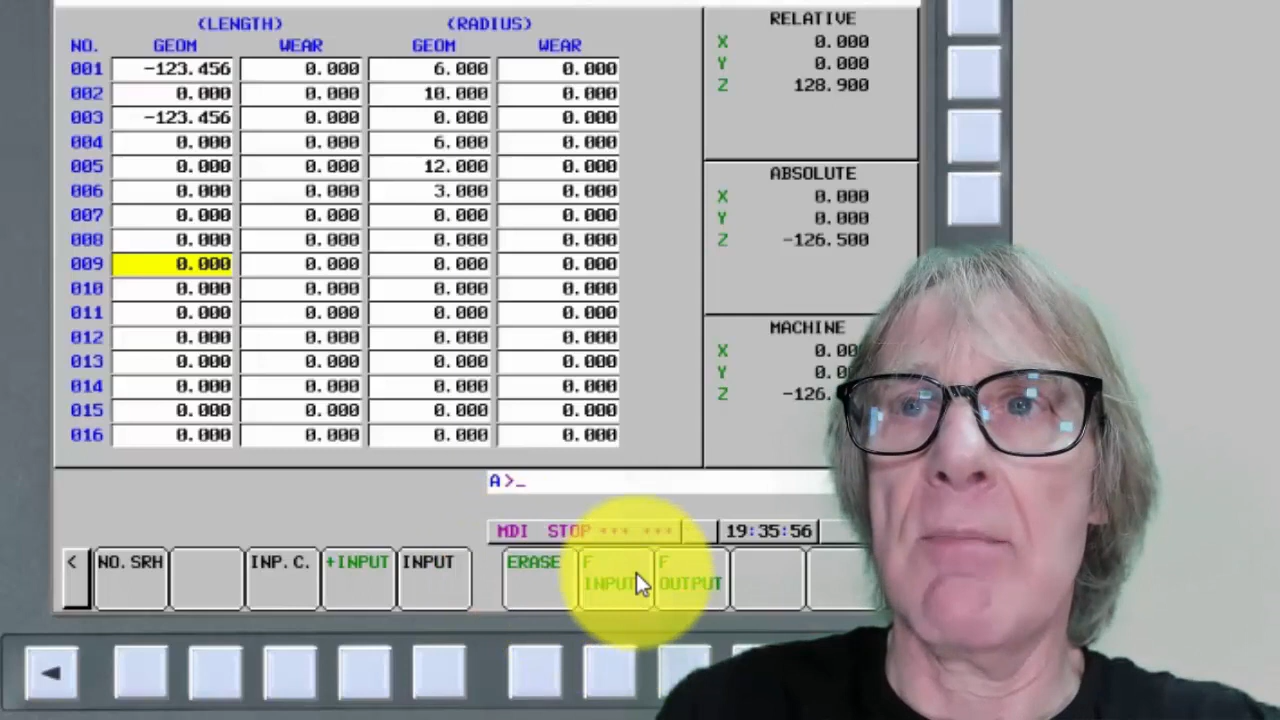 (LENGTH) (RADIUS)
NO. GEOM WEAR GEOM WEAR
001 -123.456 0.000 6.000 0.000
002 0.000 0.000 10.000 0.000
003 -123.456 0.000 0.000 0.000
004 0.000 0.000 6.000 0.000
005 0.000 0.000 12.000 0.000
006 0.000 0.000 3.000 0.000
007 0.000 0.000 0.000 0.000
008 0.000 0.000 0.000 0.000
009 0.000 0.000 0.000 0.000
010 0.000 0.000 0.000 0.000
011 0.000 0.000 0.000 0.000
012 0.000 0.000 0.000 0.000
013 0.000 0.000 0.000 0.000
014 0.000 0.000 0.000 0.000
015 0.000 0.000 0.000 0.000
016 0.000 0.000 0.000 0.000
RELATIVE
X 0.000
Y 0.000
Z 128.900
ABSOLUTE
X 0.000
Y 0.000
Z -126.500
MACHINE
X 0.00
Y 0.0
Z -126.
A>_
MDI STOP *** *** 19:35:56
< NO.SRH INP.C. +INPUT INPUT ERASE F INPUT F OUTPUT